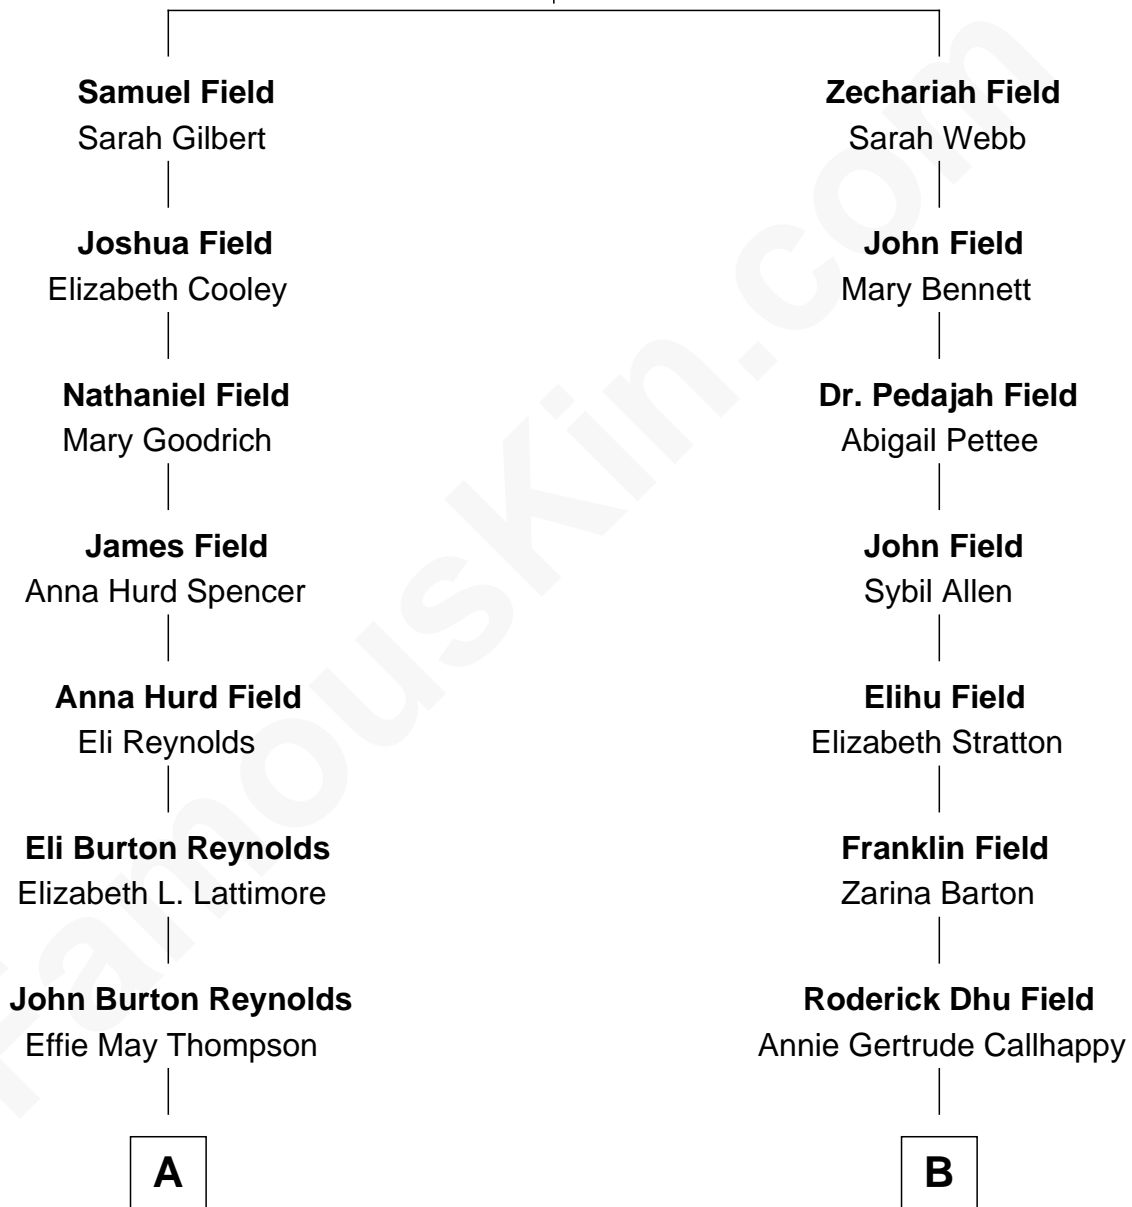 Samuel Field
Sarah Gilbert
Zechariah Field
Sarah Webb
Joshua Field
Elizabeth Cooley
John Field
Mary Bennett
Nathaniel Field
Mary Goodrich
Dr. Pedajah Field
Abigail Pettee
James Field
Anna Hurd Spencer
John Field
Sybil Allen
Anna Hurd Field
Eli Reynolds
Elihu Field
Elizabeth Stratton
Eli Burton Reynolds
Elizabeth L. Lattimore
Franklin Field
Zarina Barton
John Burton Reynolds
Effie May Thompson
Roderick Dhu Field
Annie Gertrude Callhappy
A
B
FamousKin.com